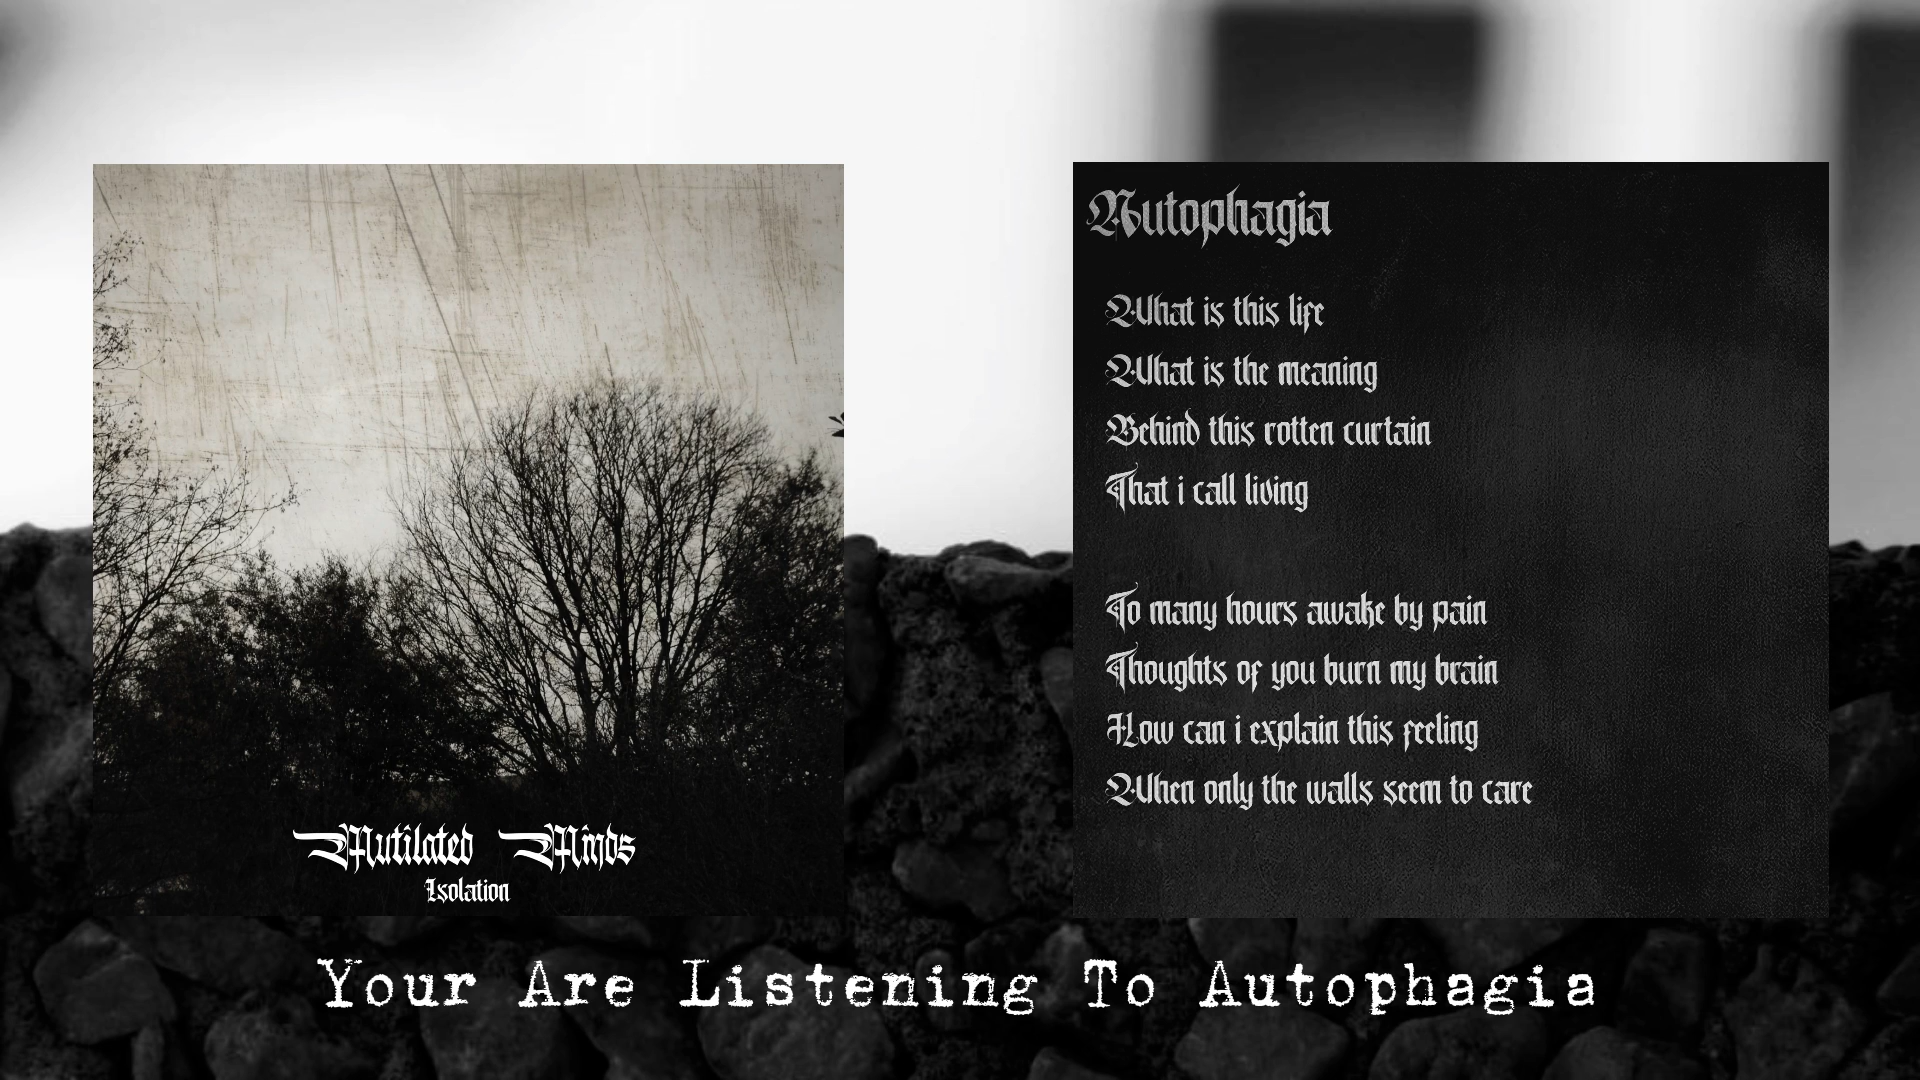 Mutilated Minds
Isolation
Autophagia
What is this life
What is the meaning
Behind this rotten curtain
That i call living
To many hours awake by pain
Thoughts of you burn my brain
How can i explain this feeling
When only the walls seem to care
Your Are Listening To Autophagia